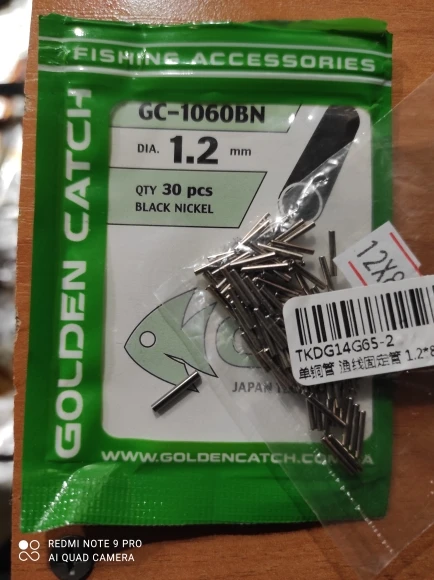 FISHING ACCESSORIES
GOLDEN CATCH
GC-1060BN
DIA. 1.2 mm
QTY 30 pcs
BLACK NICKEL
12X8
TKDG14G65-2
单铜管 通线固定管 1.2*8
JAPAN
WWW.GOLDENCATCH.COM
REDMI NOTE 9 PRO
AI QUAD CAMERA